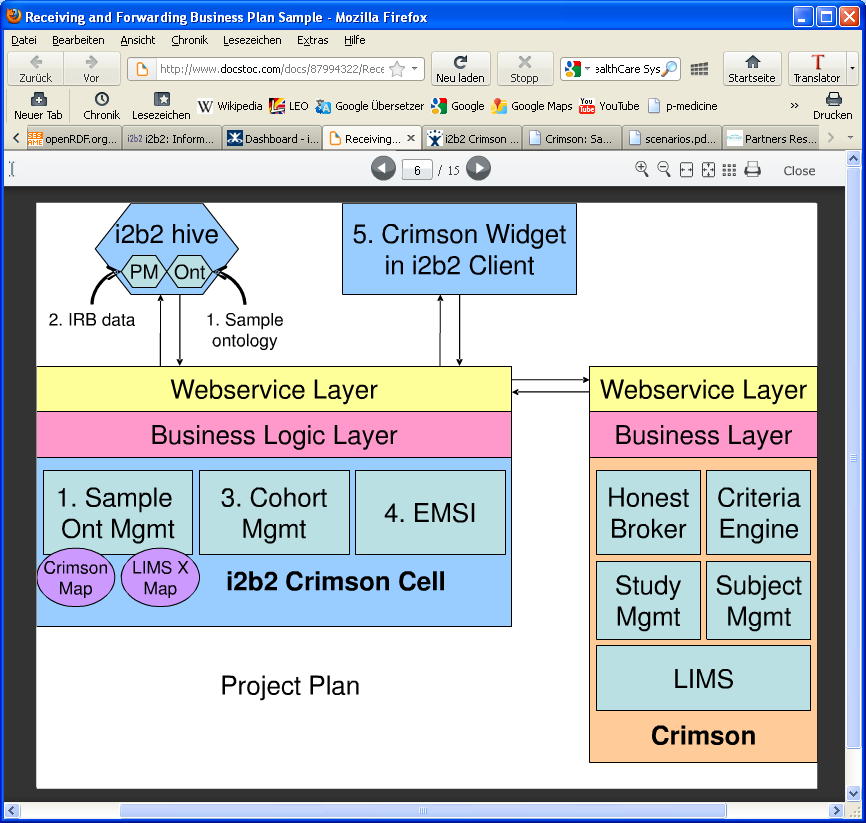 Receiving and Forwarding Business Plan Sample - Mozilla Firefox
Datei Bearbeiten Ansicht Chronik Lesezeichen Extras Hilfe
http://www.docstoc.com/docs/87994322/Rece
ealthCare Sys
Zurück Vor Neu laden Stopp Startseite Translator
Neuer Tab Chronik Lesezeichen Wikipedia LEO Google Übersetzer Google Google Maps YouTube p-medicine » Drucken
openRDF.org... i2b2: Inform... Dashboard - i... Receiving... i2b2 Crimson ... Crimson: Sa... scenarios.pd... Partners Res...
6 / 15 Close
i2b2 hive
PM Ont
2. IRB data
1. Sample
ontology
5. Crimson Widget
in i2b2 Client
Webservice Layer
Business Logic Layer
1. Sample
Ont Mgmt
3. Cohort
Mgmt
4. EMSI
Crimson
Map
LIMS X
Map
i2b2 Crimson Cell
Webservice Layer
Business Layer
Honest
Broker
Criteria
Engine
Study
Mgmt
Subject
Mgmt
LIMS
Crimson
Project Plan